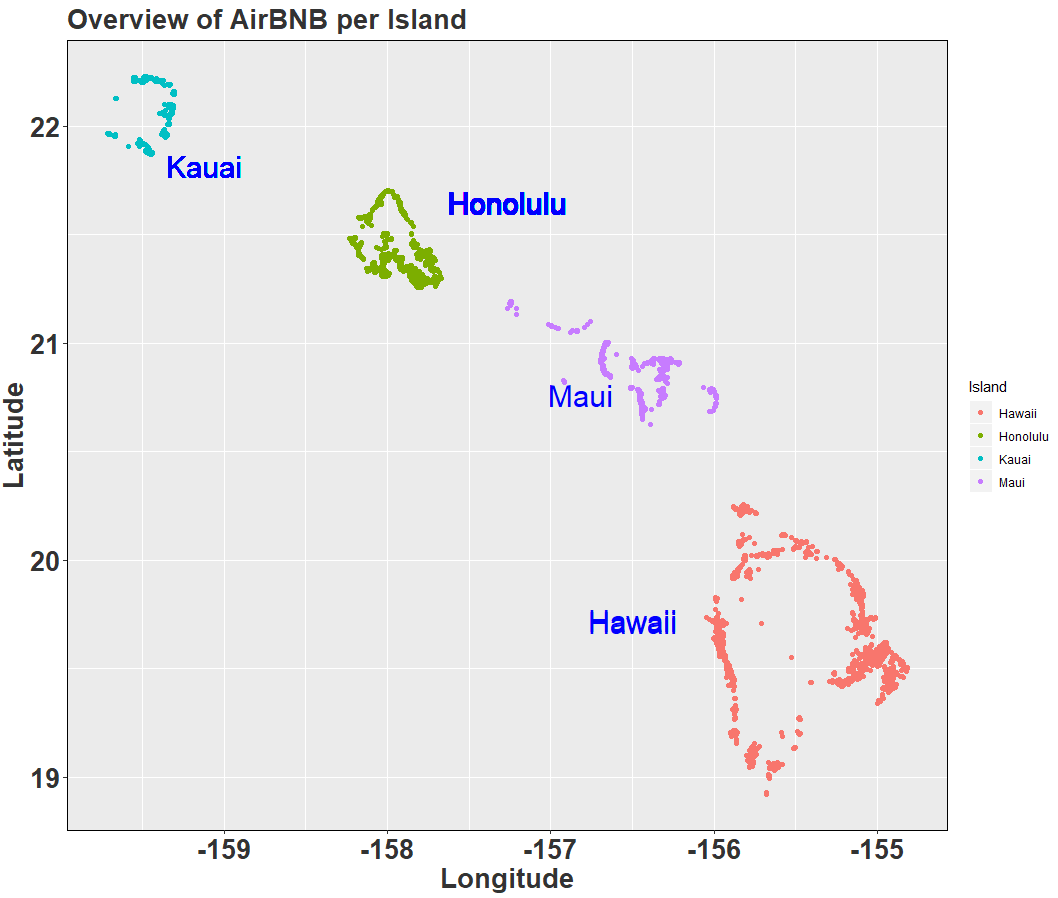 Overview of AirBNB per Island
22
21
20
19
Latitude
Kauai
Honolulu
Maui
Hawaii
-159
-158
-157
-156
-155
Longitude
Island
Hawaii
Honolulu
Kauai
Maui